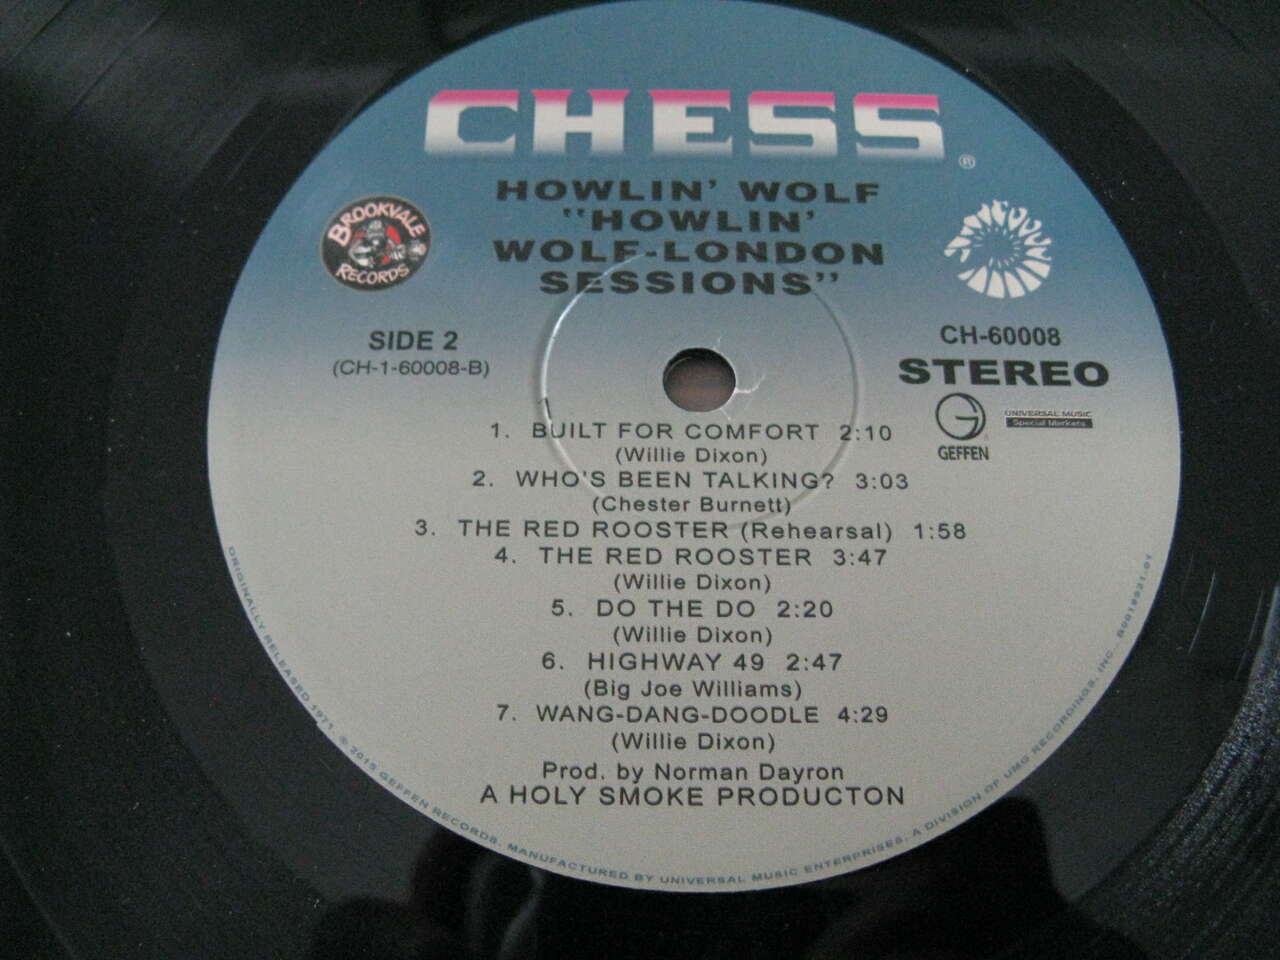 CHESS ®
HOWLIN' WOLF
"HOWLIN'
WOLF-LONDON
SESSIONS"
BROOKVALE
RECORDS
SIDE 2
(CH-1-60008-B)
CH-60008
STEREO
G
GEFFEN
UNIVERSAL MUSIC
Special Markets
1. BUILT FOR COMFORT 2:10
(Willie Dixon)
2. WHO'S BEEN TALKING? 3:03
(Chester Burnett)
3. THE RED ROOSTER (Rehearsal) 1:58
4. THE RED ROOSTER 3:47
(Willie Dixon)
5. DO THE DO 2:20
(Willie Dixon)
6. HIGHWAY 49 2:47
(Big Joe Williams)
7. WANG-DANG-DOODLE 4:29
(Willie Dixon)
Prod. by Norman Dayron
A HOLY SMOKE PRODUCTON
ORIGINALLY RELEASED 1971. ℗ 2015 GEFFEN RECORDS. MANUFACTURED BY UNIVERSAL MUSIC ENTERPRISES, A DIVISION OF UMG RECORDINGS, INC.